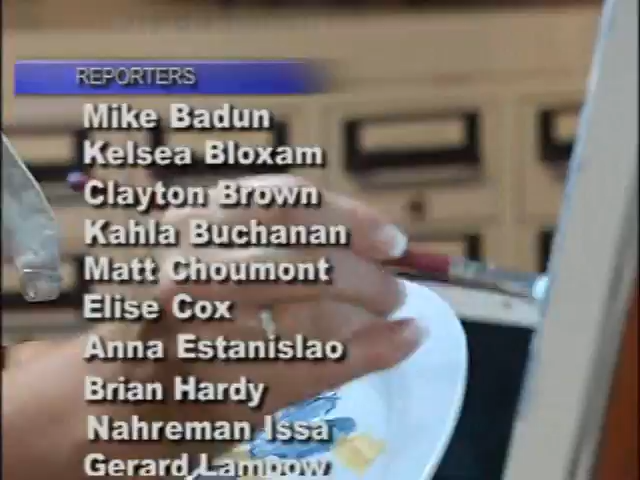 REPORTERS
Mike Badun
Kelsea Bloxam
Clayton Brown
Kahla Buchanan
Matt Choumont
Elise Cox
Anna Estanislao
Brian Hardy
Nahreman Issa
Gerard Lambow